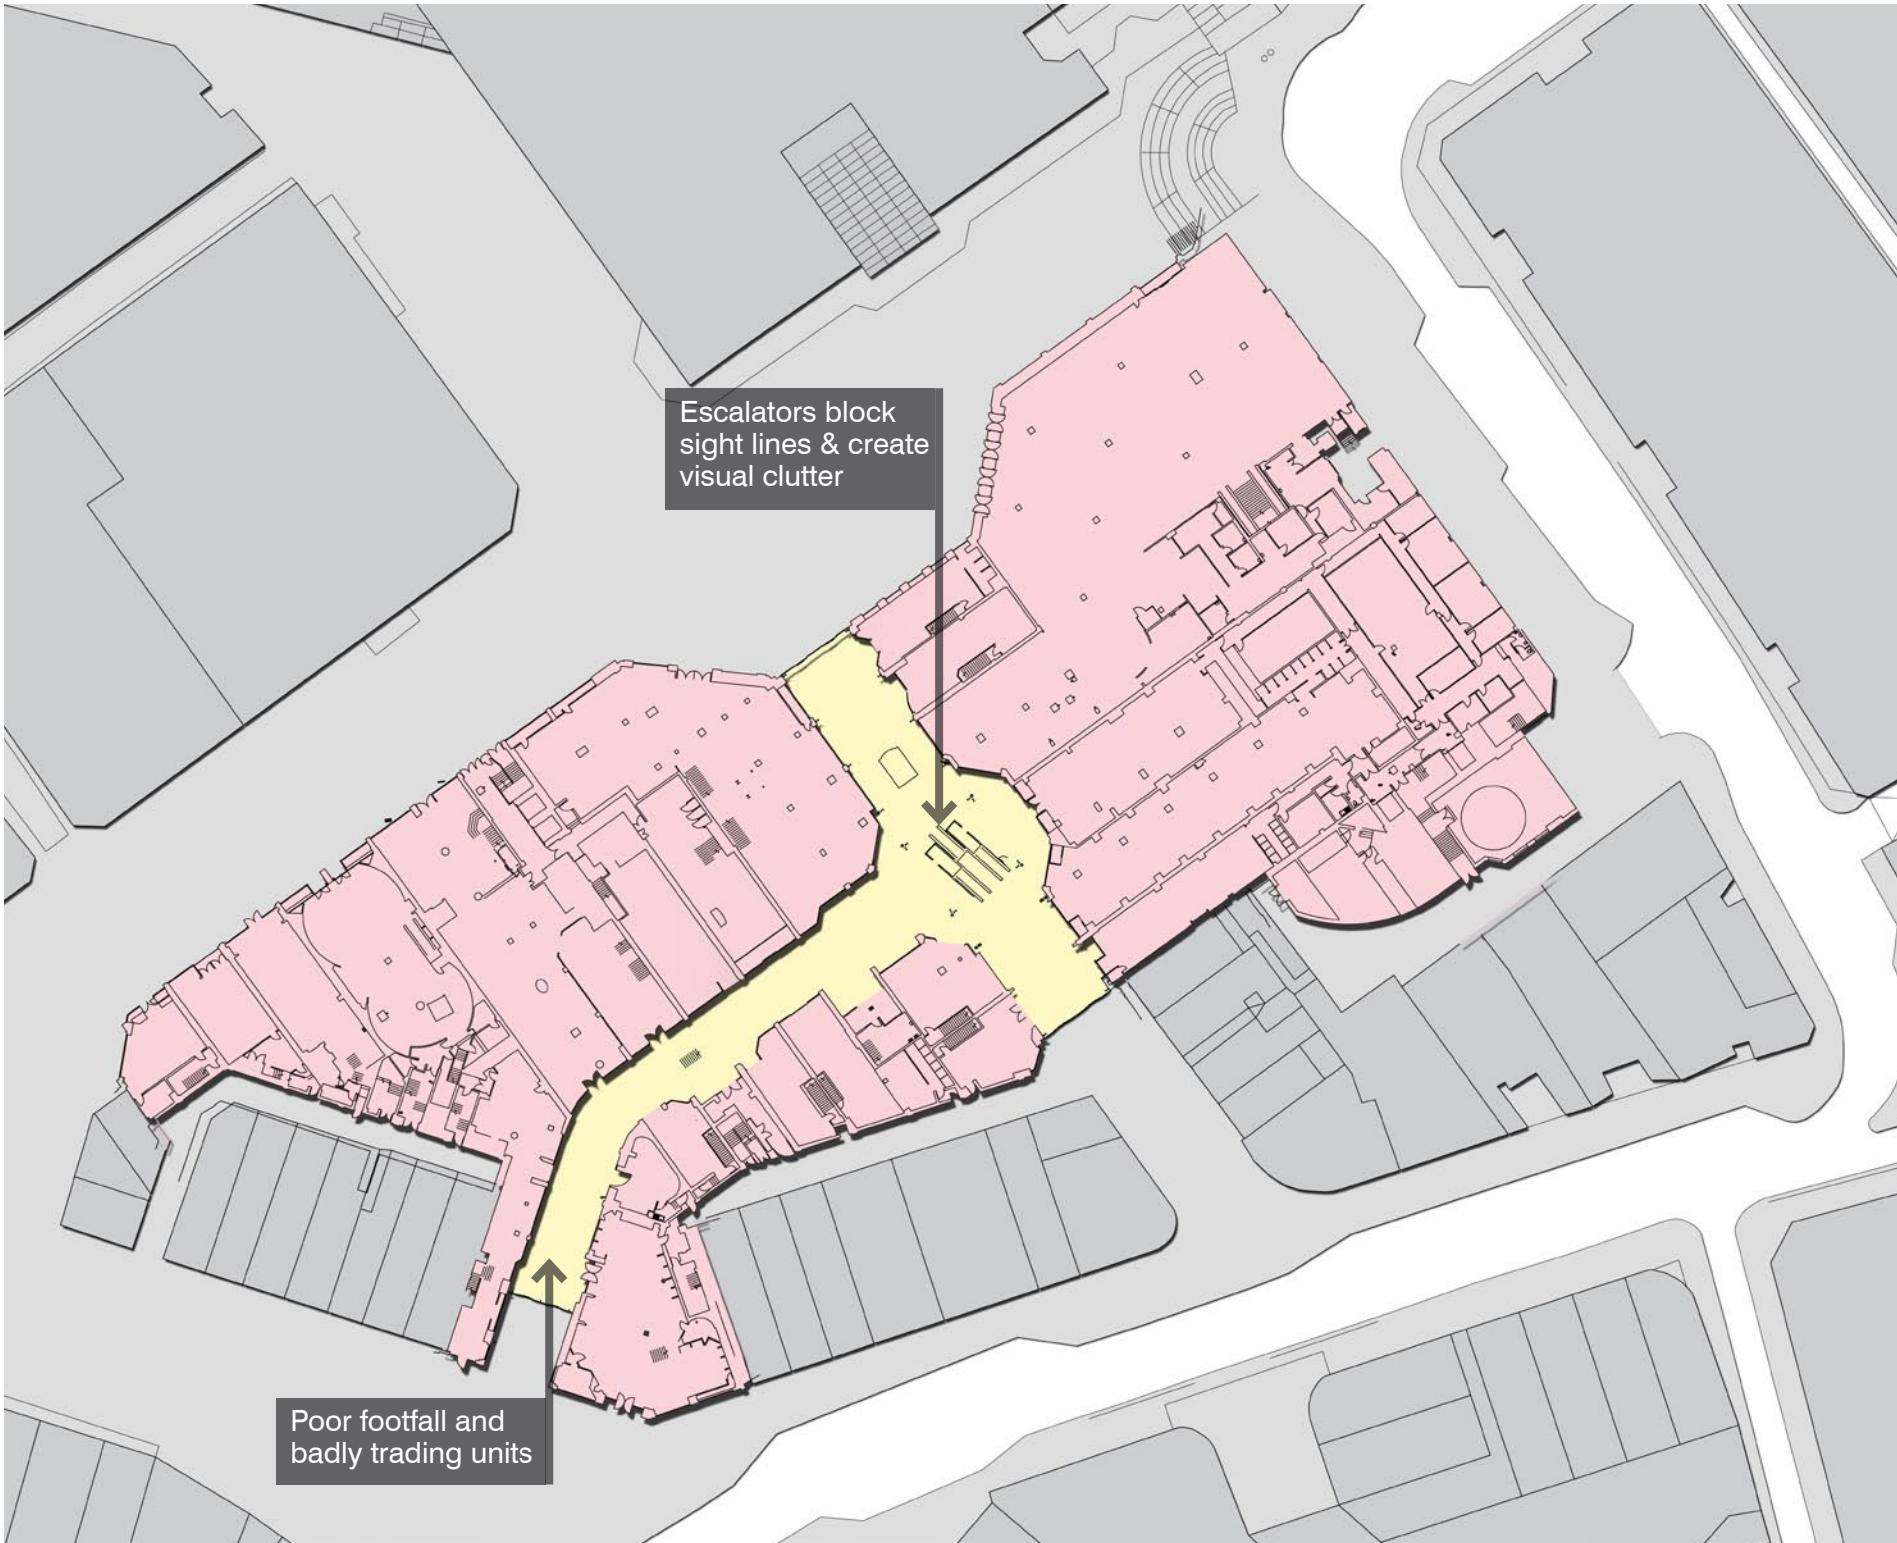 Escalators block
sight lines & create
visual clutter
Poor footfall and
badly trading units